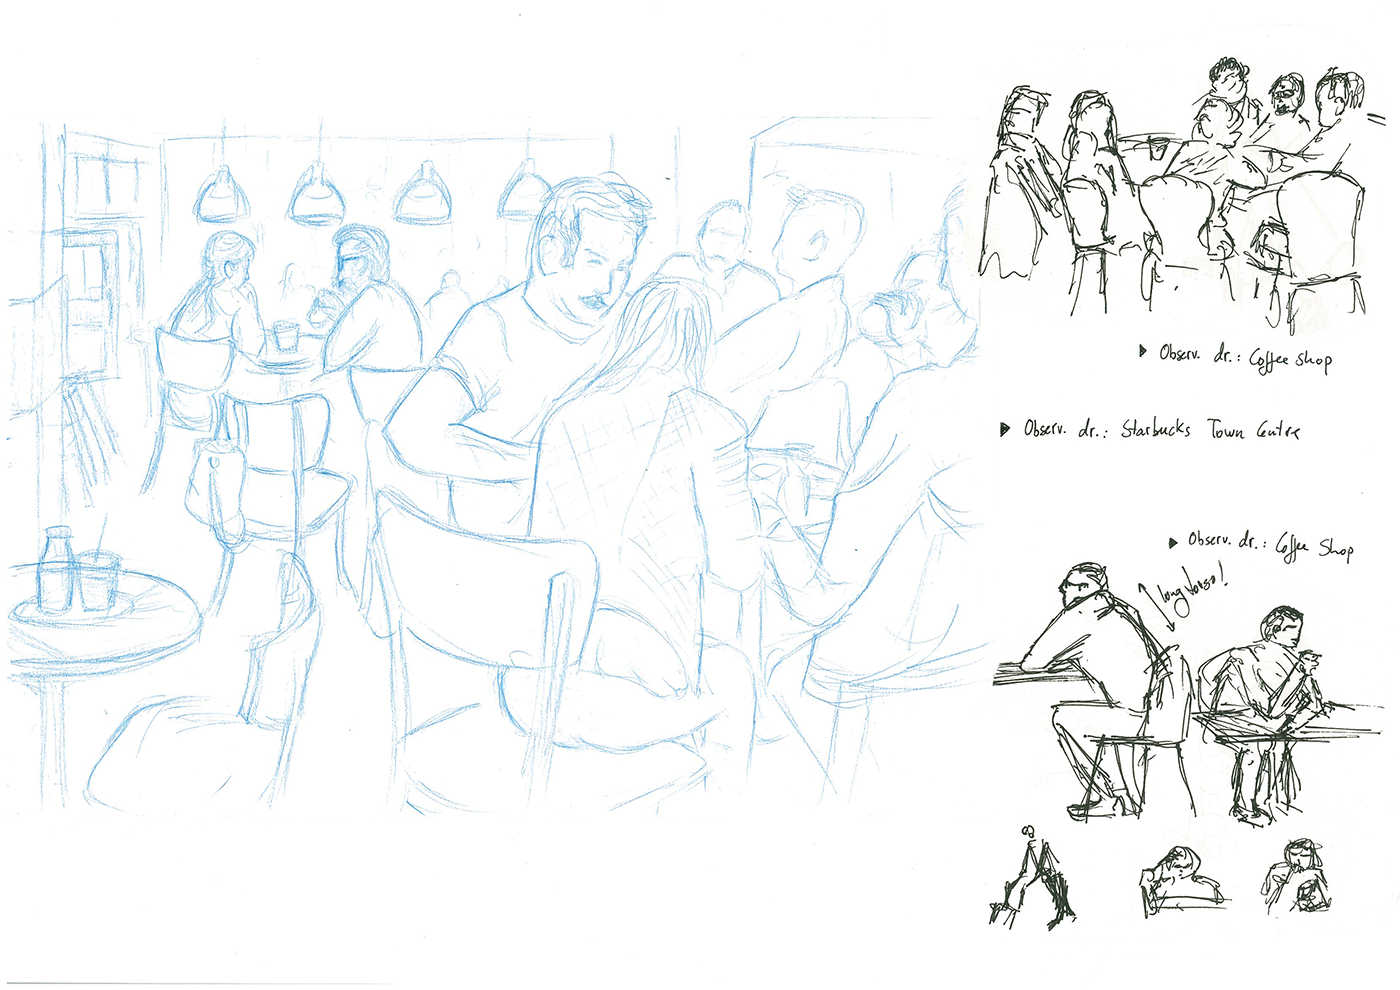 Observ. dr.: Coffee shop
Observ. dr.: Starbucks Town Centre
Observ. dr.: Coffee Shop
long torso!